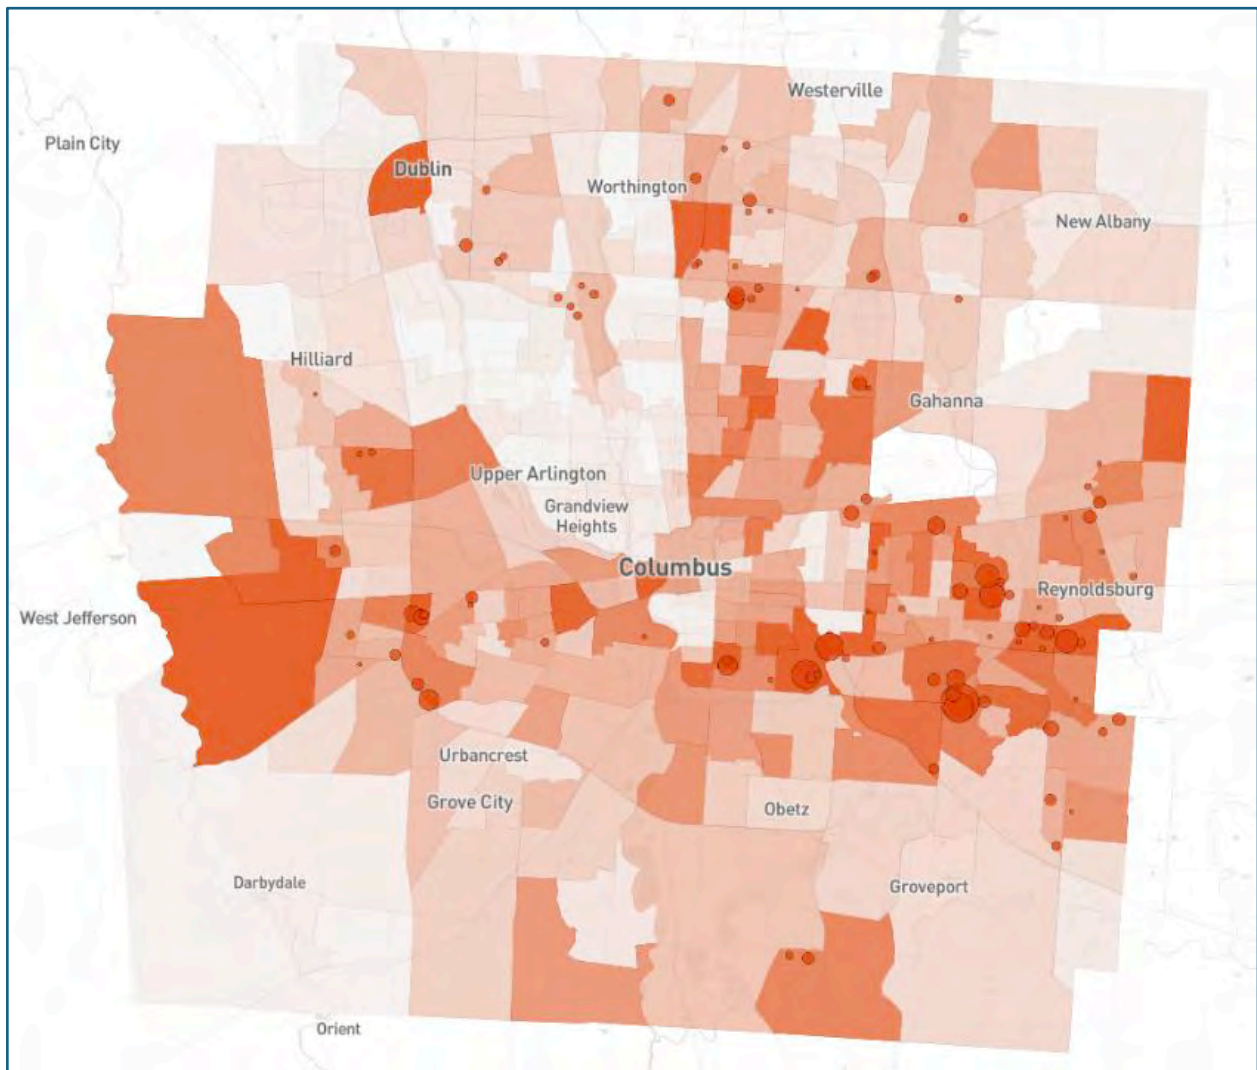 Westerville
Plain City
Dublin
Worthington
New Albany
Hilliard
Gahanna
Upper Arlington
Grandview
Heights
Columbus
Reynoldsburg
West Jefferson
Urbancrest
Grove City
Obetz
Darbydale
Groveport
Orient